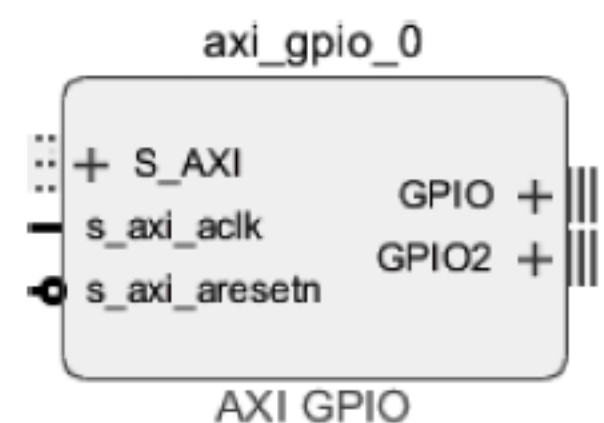 axi_gpio_0
S_AXI
s_axi_aclk
s_axi_aresetn
GPIO
GPIO2
AXI GPIO